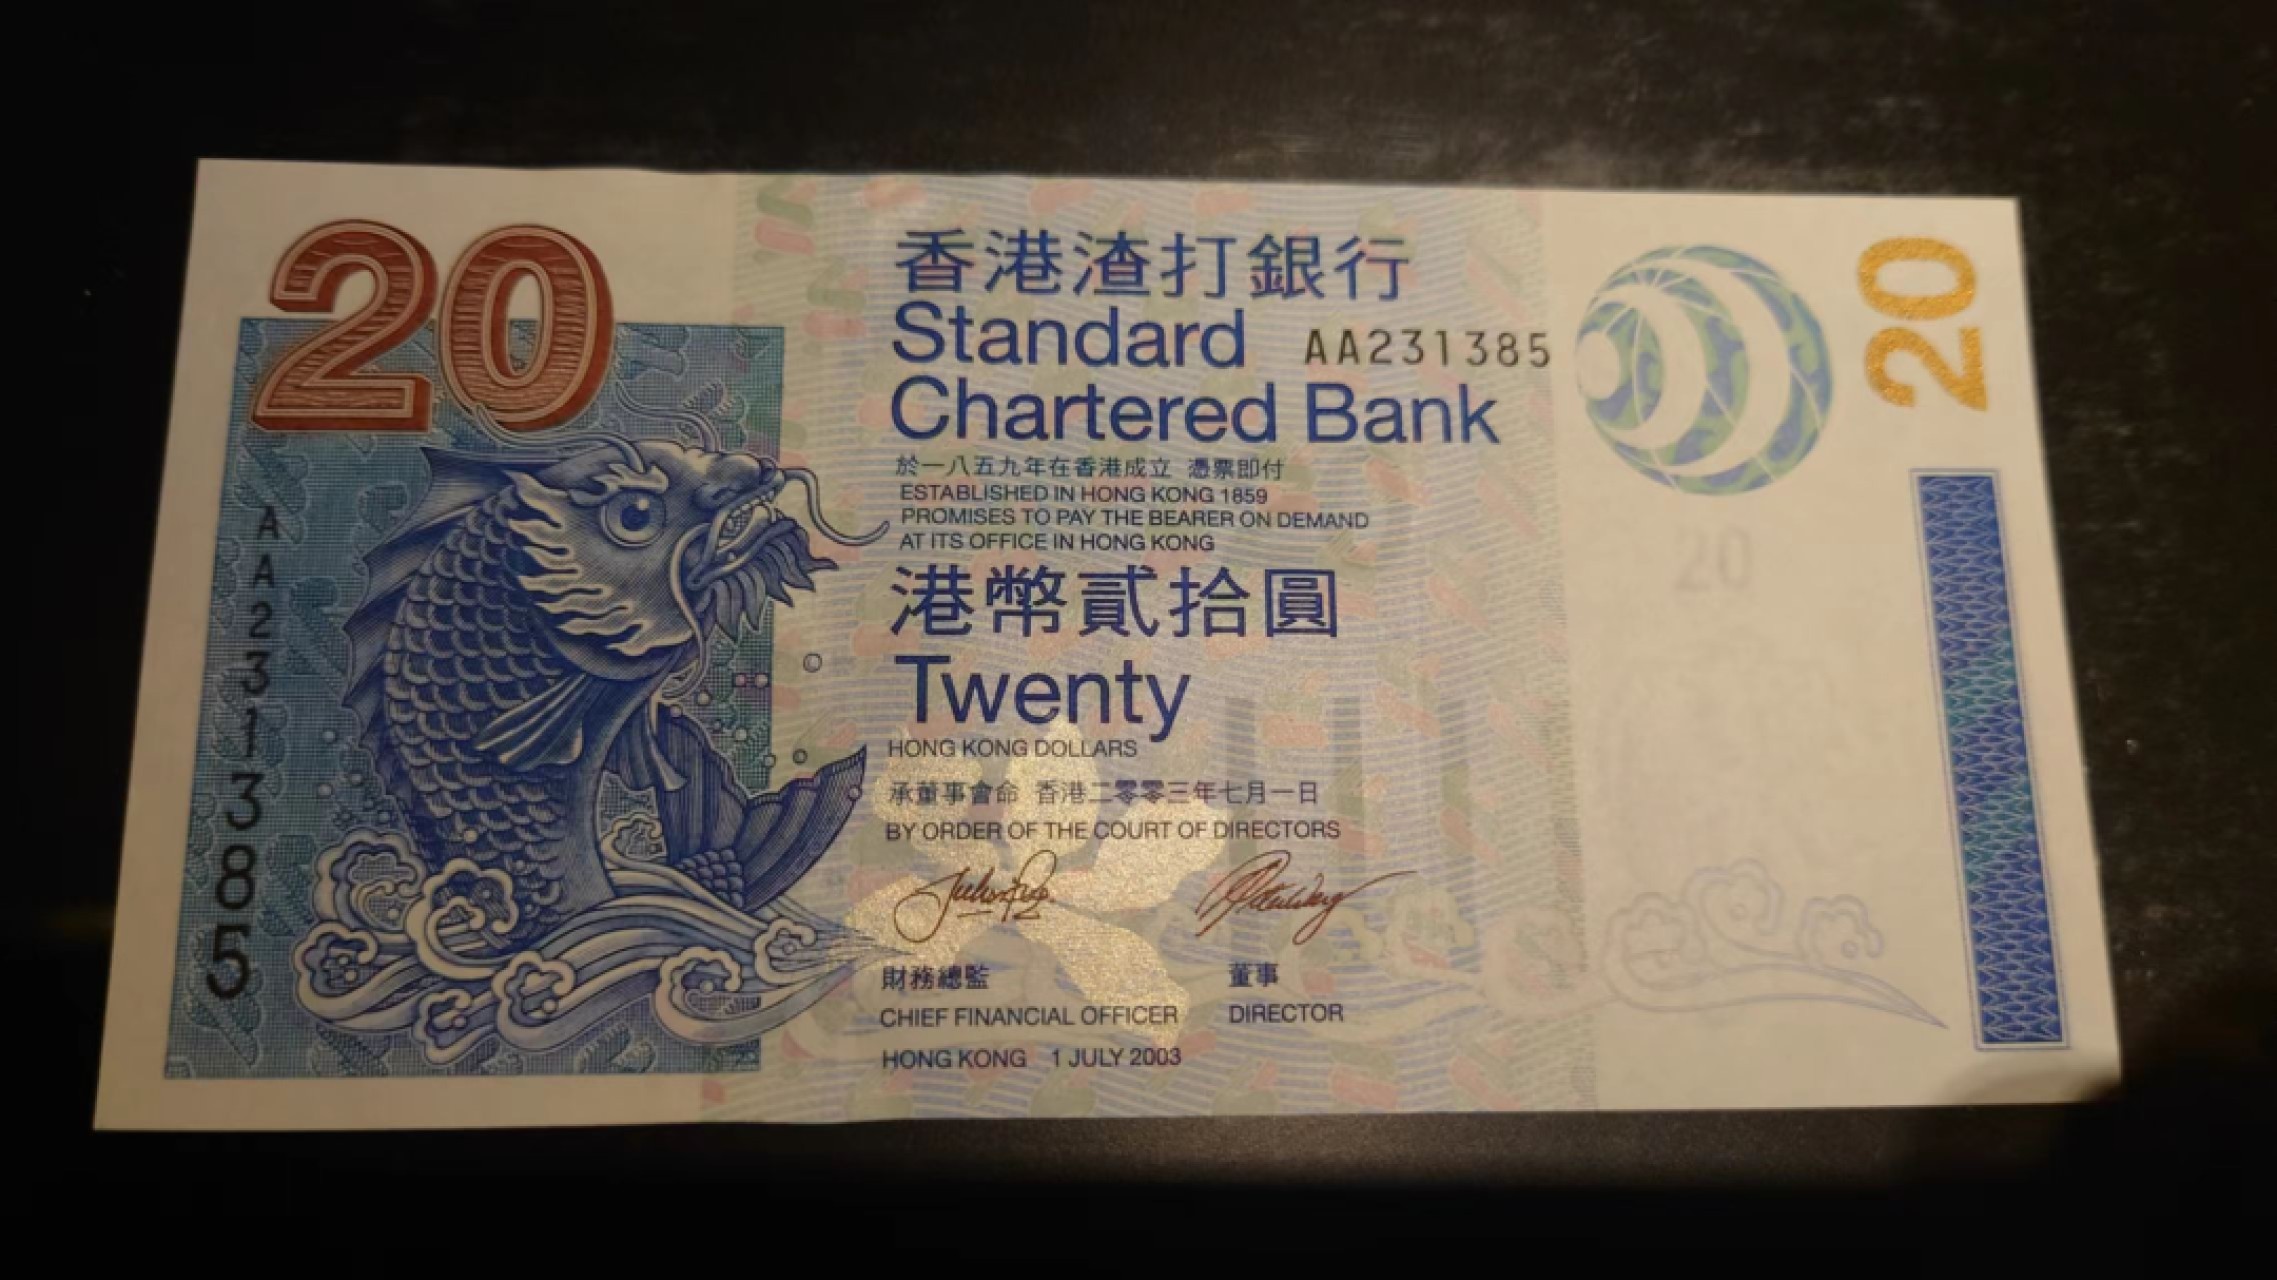 20
香港渣打銀行
Standard
AA231385
Chartered Bank
於一八五九年在香港成立 憑票即付
ESTABLISHED IN HONG KONG 1859
PROMISES TO PAY THE BEARER ON DEMAND
AT ITS OFFICE IN HONG KONG
港幣貳拾圓
Twenty
HONG KONG DOLLARS
承董事會命 香港二零零三年七月一日
BY ORDER OF THE COURT OF DIRECTORS
財務總監
CHIEF FINANCIAL OFFICER
董事
DIRECTOR
HONG KONG 1 JULY 2003
AA231385
20
20